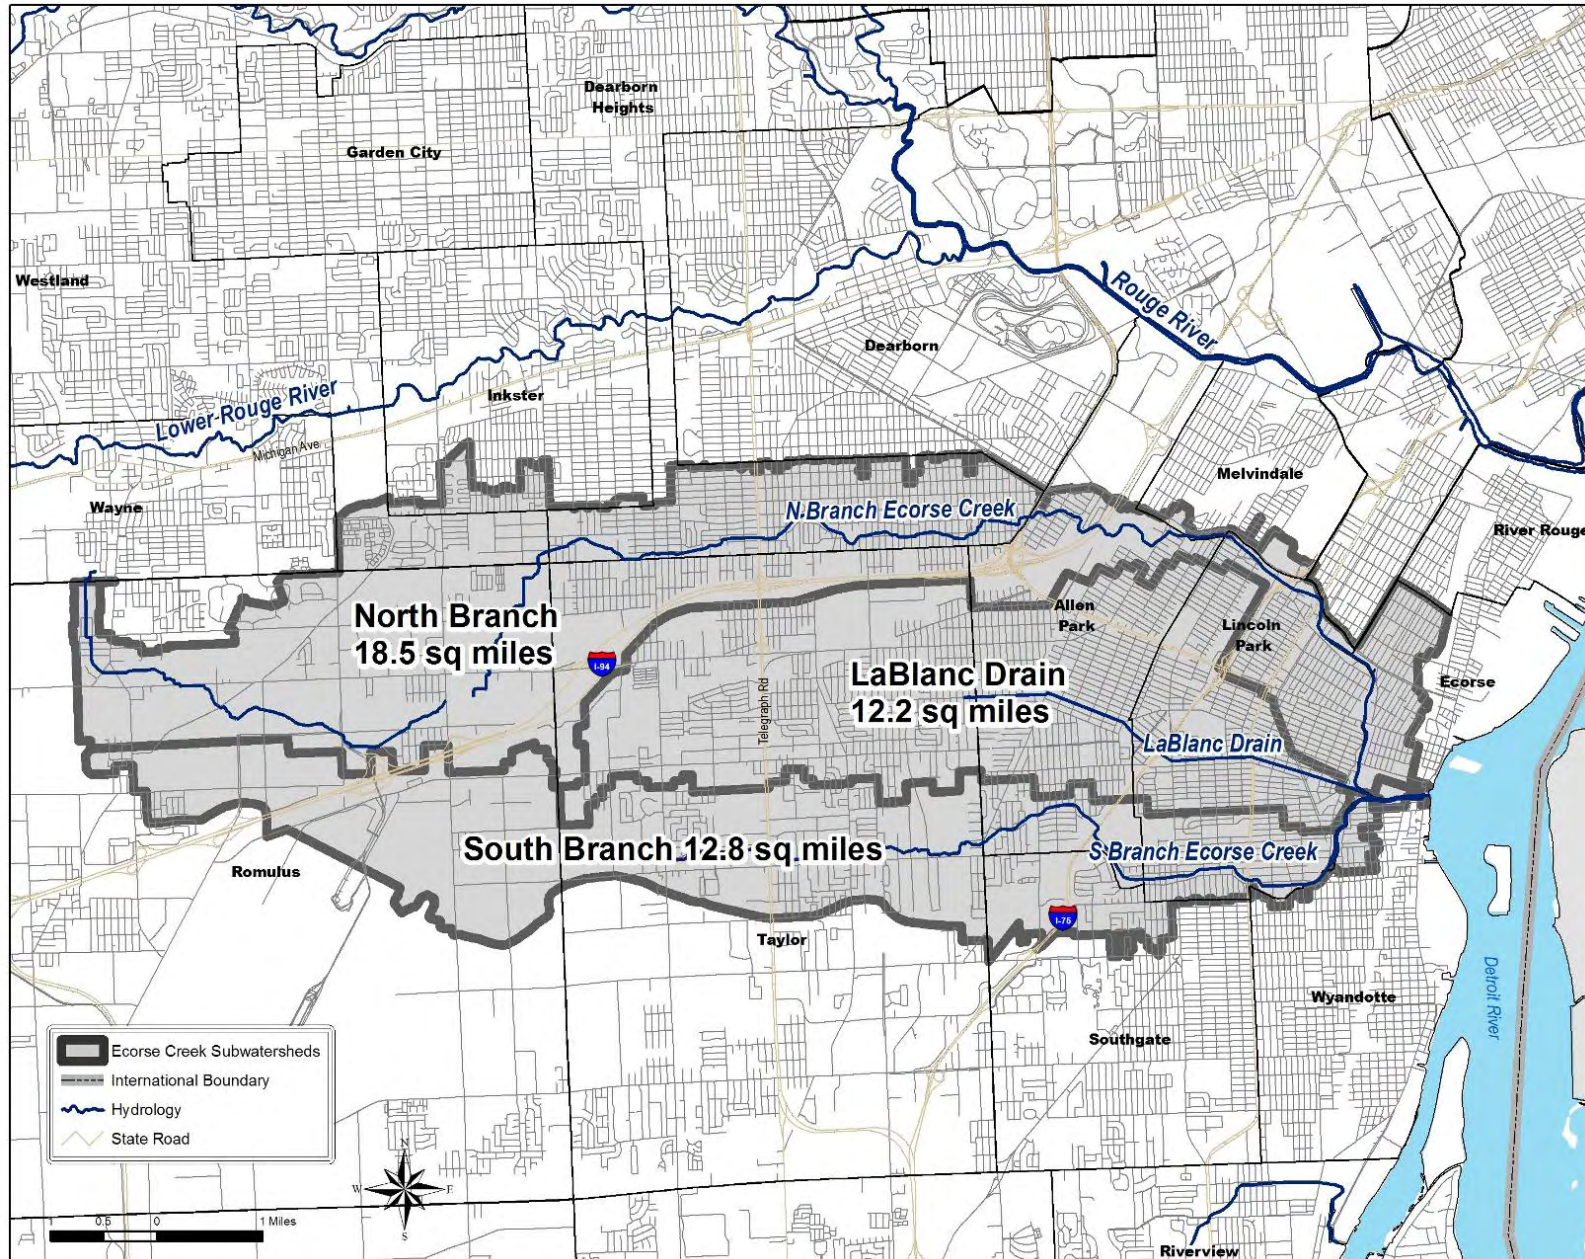 Dearborn
Heights
Garden City
Westland
Rouge River
Dearborn
Lower Rouge River
Inkster
Michigan Ave
Wayne
Melvindale
N Branch Ecorse Creek
River Rouge
North Branch
18.5 sq miles
Allen
Park
Lincoln
Park
I-94
LaBlanc Drain
12.2 sq miles
Ecorse
Telegraph Rd
LaBlanc Drain
South Branch 12.8 sq miles
S Branch Ecorse Creek
Romulus
I-75
Taylor
Detroit River
Wyandotte
Southgate
Ecorse Creek Subwatersheds
International Boundary
Hydrology
State Road
N
W E
S
1 0.5 0 1 Miles
Riverview